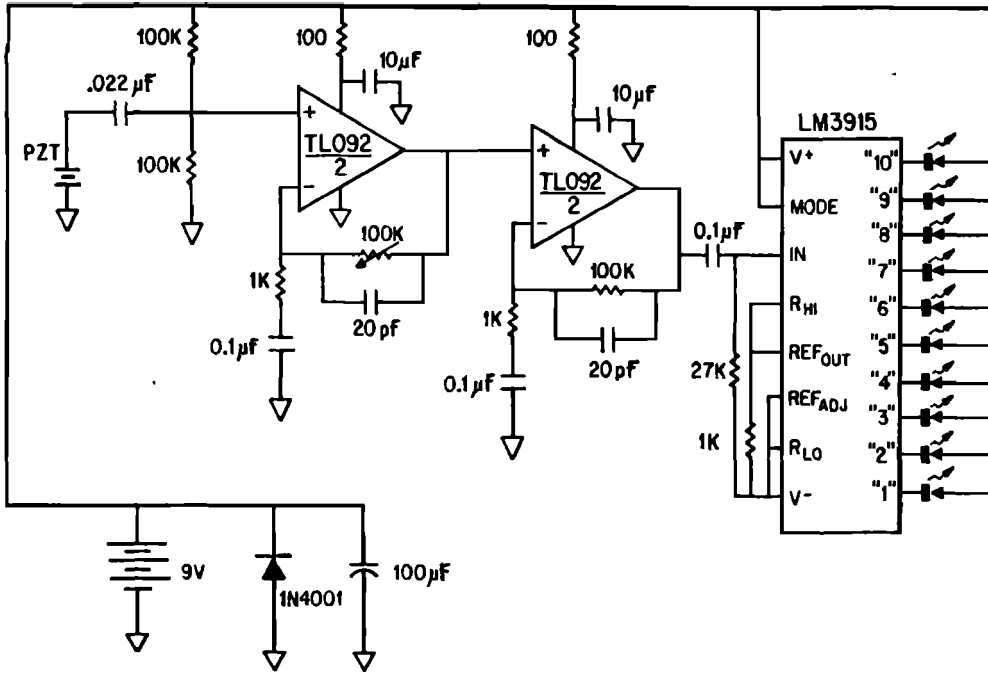 100K
100
100
10µF
.022µF
10µF
LM3915
+
TL092
2
-
PZT
100K
+
TL092
2
-
V+
"10"
MODE
"9"
0.1µF
"8"
100K
IN
"7"
1K
100K
RHI
"6"
20pF
1K
REFOUT
"5"
0.1µF
27K
20pF
"4"
REFADJ
"3"
0.1µF
1K
RLO
"2"
V-
"1"
9V
1N4001
100µF